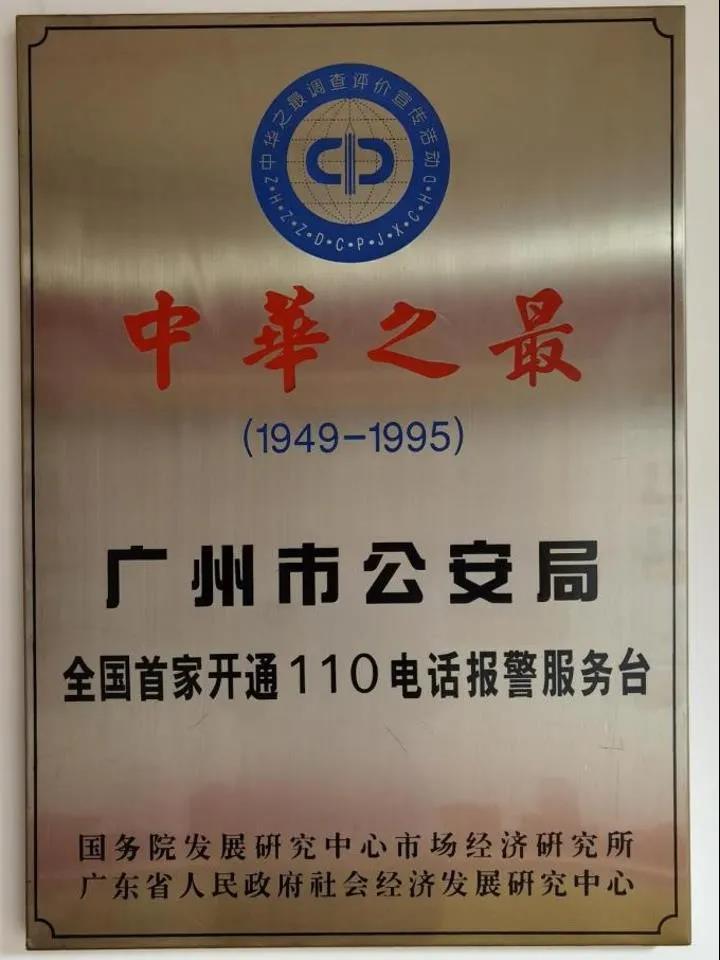 中华之最调查评价宣传活动
Z·H·Z·Z·D·C·P·J·X·C·H·D
中華之最
(1949-1995)
广州市公安局
全国首家开通110电话报警服务台
国务院发展研究中心市场经济研究所
广东省人民政府社会经济发展研究中心